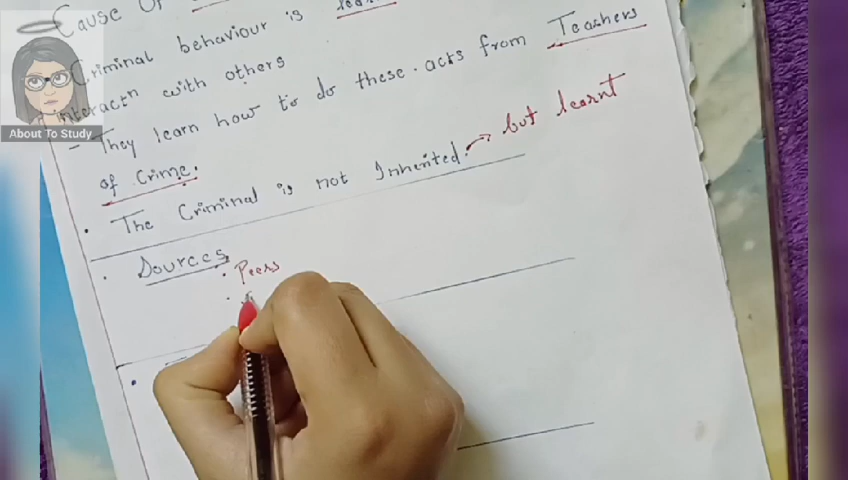 Cause of
Criminal behaviour is
interactn with others
- They learn how to do these acts from Teachers
of Crime.
• The Criminal is not Inherited. → but learnt
• Sources
• Peers
About To Study